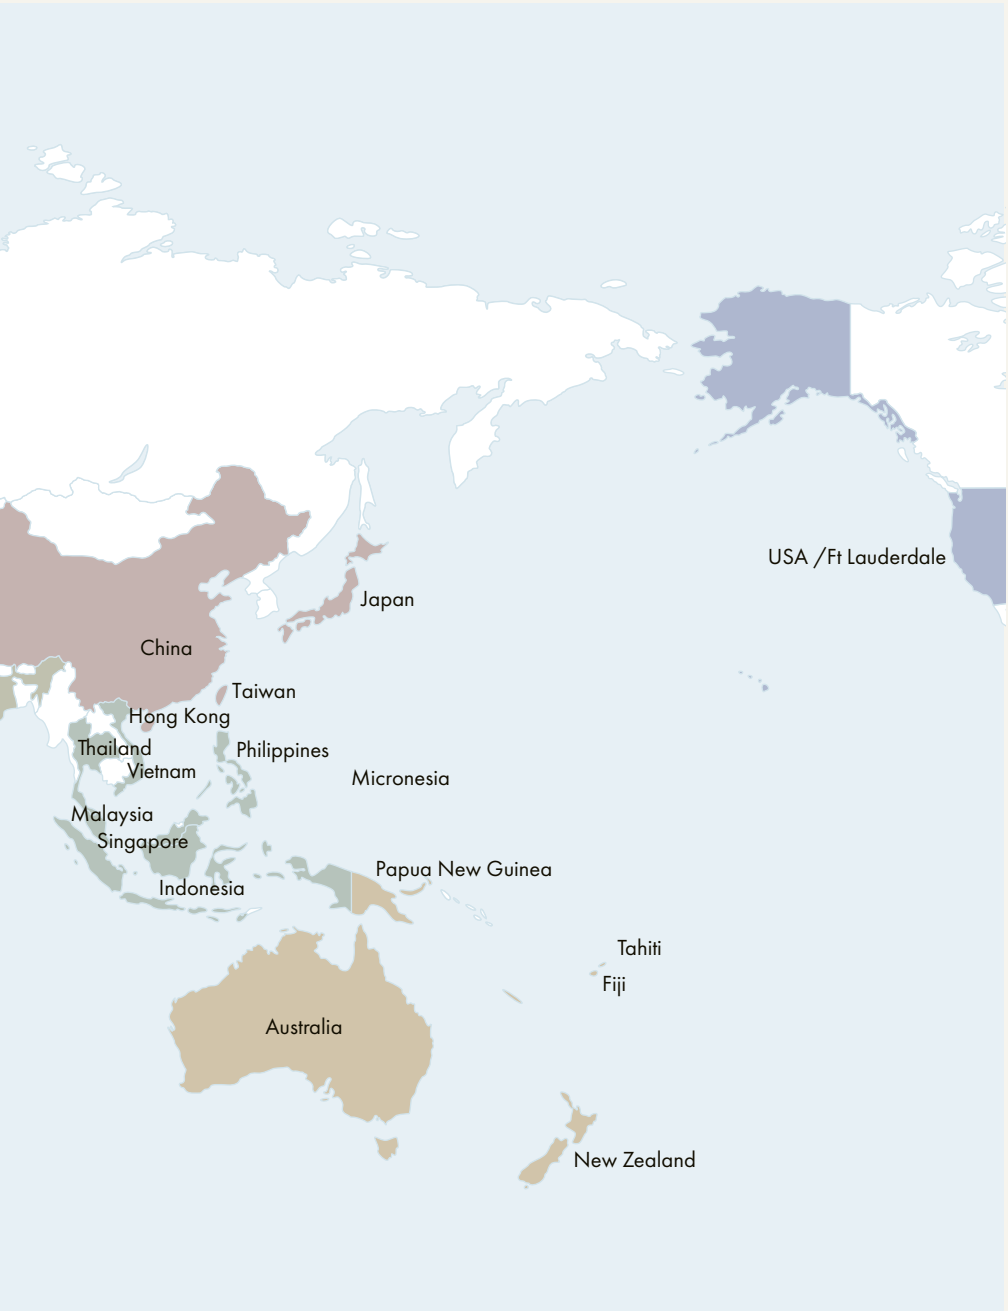 USA /Ft Lauderdale
Japan
China
Taiwan
Hong Kong
Thailand
Philippines
Vietnam
Micronesia
Malaysia
Singapore
Papua New Guinea
Indonesia
Tahiti
Fiji
Australia
New Zealand